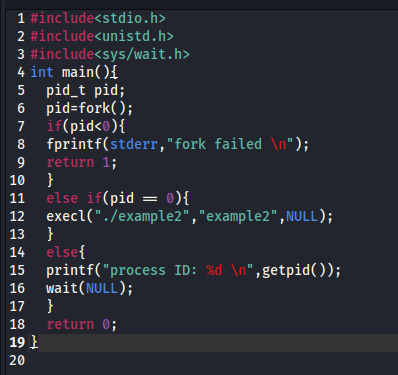 1 #include<stdio.h>
2 #include<unistd.h>
3 #include<sys/wait.h>
4 int main(){
5 pid_t pid;
6 pid=fork();
7 if(pid<0){
8 fprintf(stderr,"fork failed \n");
9 return 1;
10 }
11 else if(pid == 0){
12 execl("./example2","example2",NULL);
13 }
14 else{
15 printf("process ID: %d \n",getpid());
16 wait(NULL);
17 }
18 return 0;
19 }
20